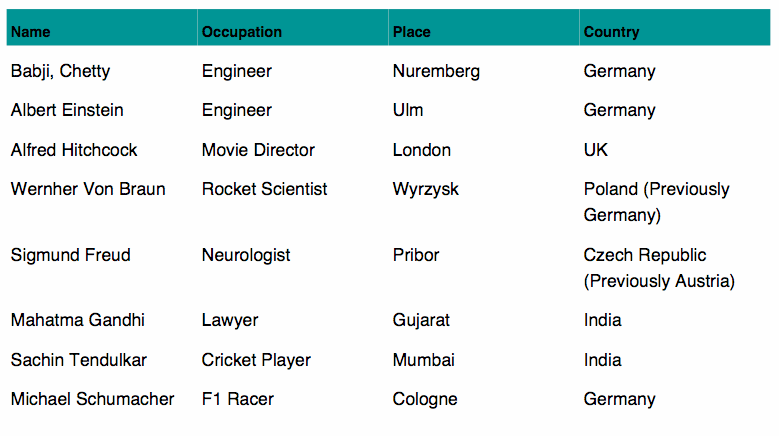 Name Occupation Place Country
Babji, Chetty Engineer Nuremberg Germany
Albert Einstein Engineer Ulm Germany
Alfred Hitchcock Movie Director London UK
Wernher Von Braun Rocket Scientist Wyrzysk Poland (Previously
Germany)
Sigmund Freud Neurologist Pribor Czech Republic
(Previously Austria)
Mahatma Gandhi Lawyer Gujarat India
Sachin Tendulkar Cricket Player Mumbai India
Michael Schumacher F1 Racer Cologne Germany